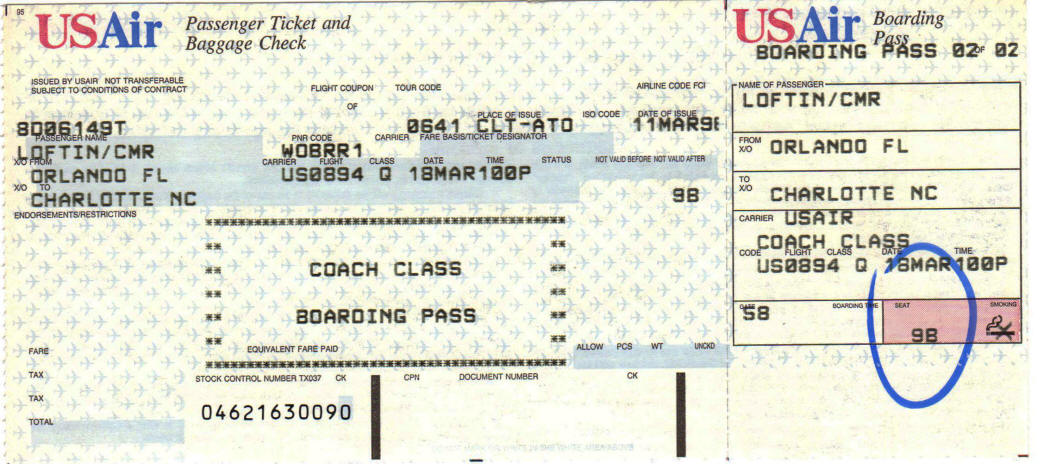 95
USAir Passenger Ticket and
Baggage Check
ISSUED BY USAIR NOT TRANSFERABLE
SUBJECT TO CONDITIONS OF CONTRACT
FLIGHT COUPON TOUR CODE AIRLINE CODE FCI
OF
PLACE OF ISSUE ISO CODE DATE OF ISSUE
8D06149T 0641 CLT-ATO 11MAR
PASSENGER NAME PNR CODE CARRIER FARE BASIS/TICKET DESIGNATOR
LOFTIN/CMR W0BRR1
X/O FROM CARRIER FLIGHT CLASS DATE TIME STATUS NOT VALID BEFORE NOT VALID AFTER
ORLANDO FL US0894 Q 18MAR100P
X/O TO
CHARLOTTE NC 9B
ENDORSEMENTS/RESTRICTIONS
****************************************
** **
** COACH CLASS **
** **
** BOARDING PASS **
** **
FARE EQUIVALENT FARE PAID ALLOW PCS WT UNCKD
****************************************
TAX STOCK CONTROL NUMBER TX037 CK CPN DOCUMENT NUMBER CK
TAX
04621630090
TOTAL
USAir Boarding
Pass
BOARDING PASS 02 OF 02
NAME OF PASSENGER
LOFTIN/CMR
FROM
X/O ORLANDO FL
TO
X/O CHARLOTTE NC
CARRIER USAIR
COACH CLASS
CODE FLIGHT CLASS DATE TIME
US0894 Q 18MAR100P
GATE BOARDING TIME SEAT SMOKING
58
9B